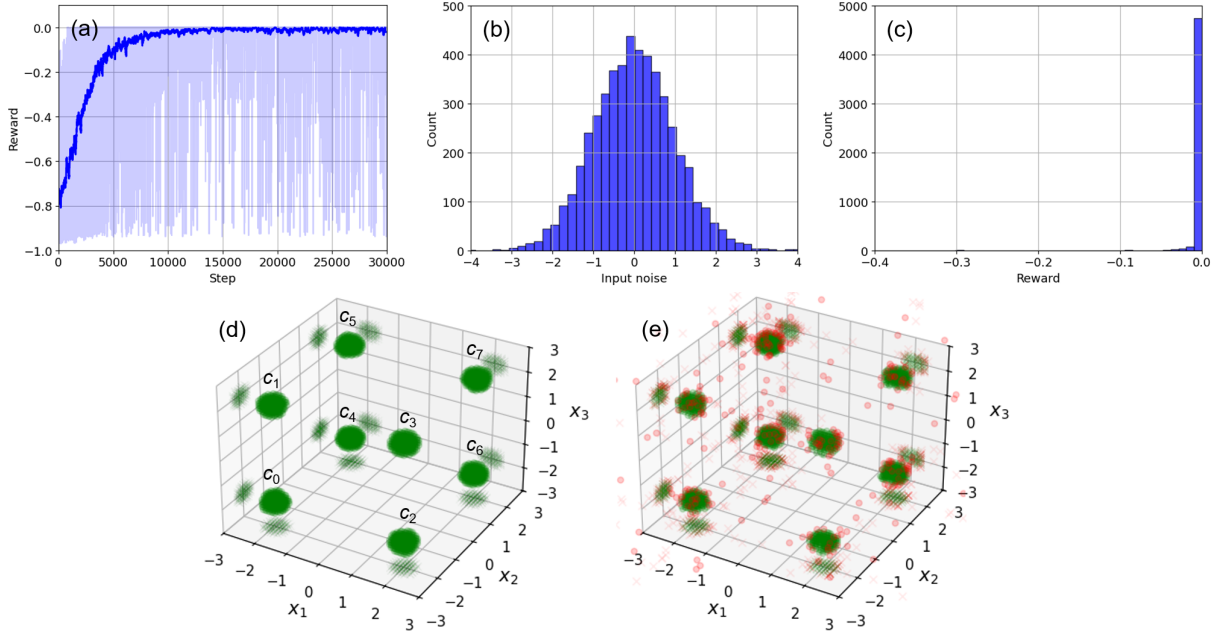 (a)
Reward
0.0
−0.2
−0.4
−0.6
−0.8
−1.0
0 5000 10000 15000 20000 25000 30000
Step
(b)
Count
500
400
300
200
100
0
−4 −3 −2 −1 0 1 2 3 4
Input noise
(c)
Count
5000
4000
3000
2000
1000
0
−0.4 −0.3 −0.2 −0.1 0.0
Reward
(d)
c5
c7
c1
c4
c3
c6
c0
c2
3
2
1
0
−1
−2
−3
x3
−3 −2 −1 0 1 2 3
x1
−3 −2 −1 0 1 2 3
x2
(e)
3
2
1
0
−1
−2
−3
x3
−3 −2 −1 0 1 2 3
x1
−3 −2 −1 0 1 2 3
x2